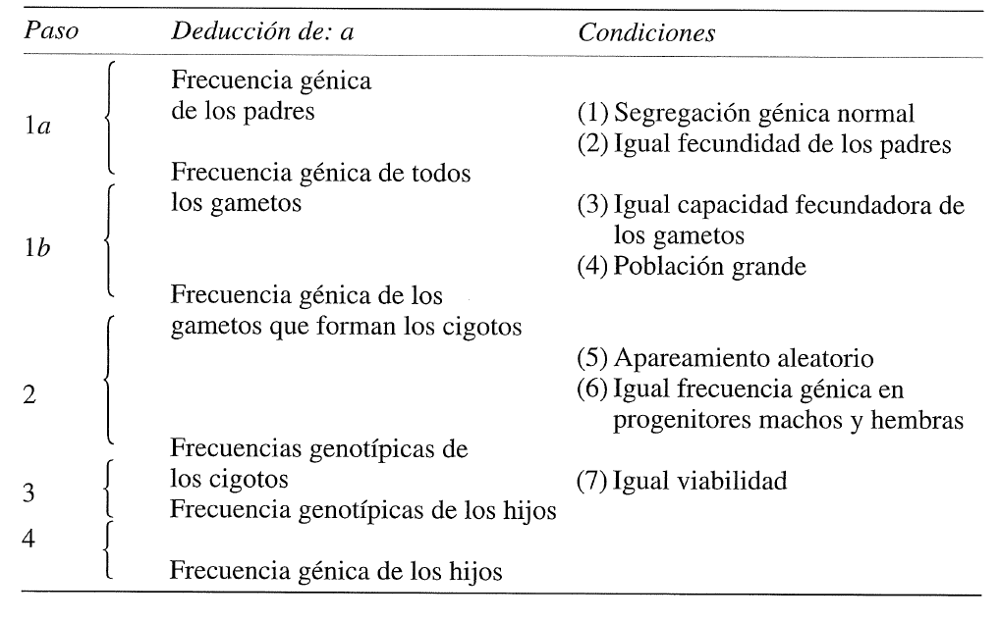 Paso Deducción de: a Condiciones
Frecuencia génica
de los padres
1a
(1) Segregación génica normal
(2) Igual fecundidad de los padres
Frecuencia génica de todos
los gametos
1b
(3) Igual capacidad fecundadora de
los gametos
(4) Población grande
Frecuencia génica de los
gametos que forman los cigotos
2
(5) Apareamiento aleatorio
(6) Igual frecuencia génica en
progenitores machos y hembras
Frecuencias genotípicas de
los cigotos
3
(7) Igual viabilidad
Frecuencia genotípicas de los hijos
4
Frecuencia génica de los hijos